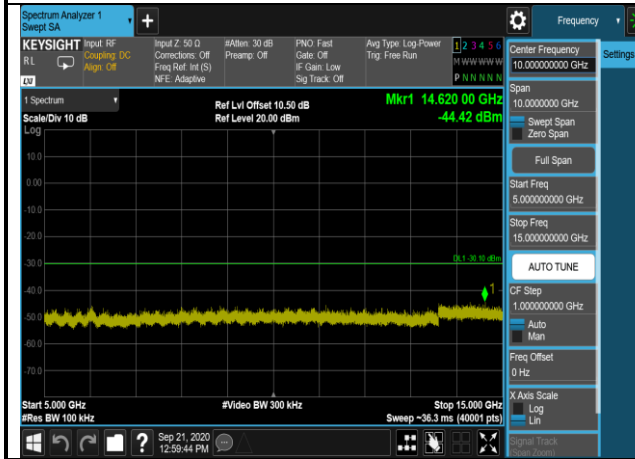 Spectrum Analyzer 1
Swept SA
+
Frequency
KEYSIGHT
RL
LXI
Input: RF
Coupling: DC
Align: Off
Input Z: 50 Ω
Corrections: Off
Freq Ref: Int (S)
NFE: Adaptive
#Atten: 30 dB
Preamp: Off
PNO: Fast
Gate: Off
IF Gain: Low
Sig Track: Off
Avg Type: Log-Power
Trig: Free Run
1 2 3 4 5 6
M W W W W W
P N N N N N
1 Spectrum
Scale/Div 10 dB
Log
Ref Lvl Offset 10.50 dB
Ref Level 20.00 dBm
Mkr1 14.620 00 GHz
-44.42 dBm
10.0
0.00
-10.0
-20.0
-30.0
-40.0
-50.0
-60.0
-70.0
DL1 -30.10 dBm
1
Start 5.000 GHz
#Res BW 100 kHz
#Video BW 300 kHz
Stop 15.000 GHz
Sweep ~36.3 ms (40001 pts)
?
Sep 21, 2020
12:59:44 PM
Center Frequency
10.000000000 GHz
Settings
Span
10.0000000 GHz
Swept Span
Zero Span
Full Span
Start Freq
5.000000000 GHz
Stop Freq
15.000000000 GHz
AUTO TUNE
CF Step
1.000000000 GHz
Auto
Man
Freq Offset
0 Hz
X Axis Scale
Log
Lin
Signal Track
(Span Zoom)